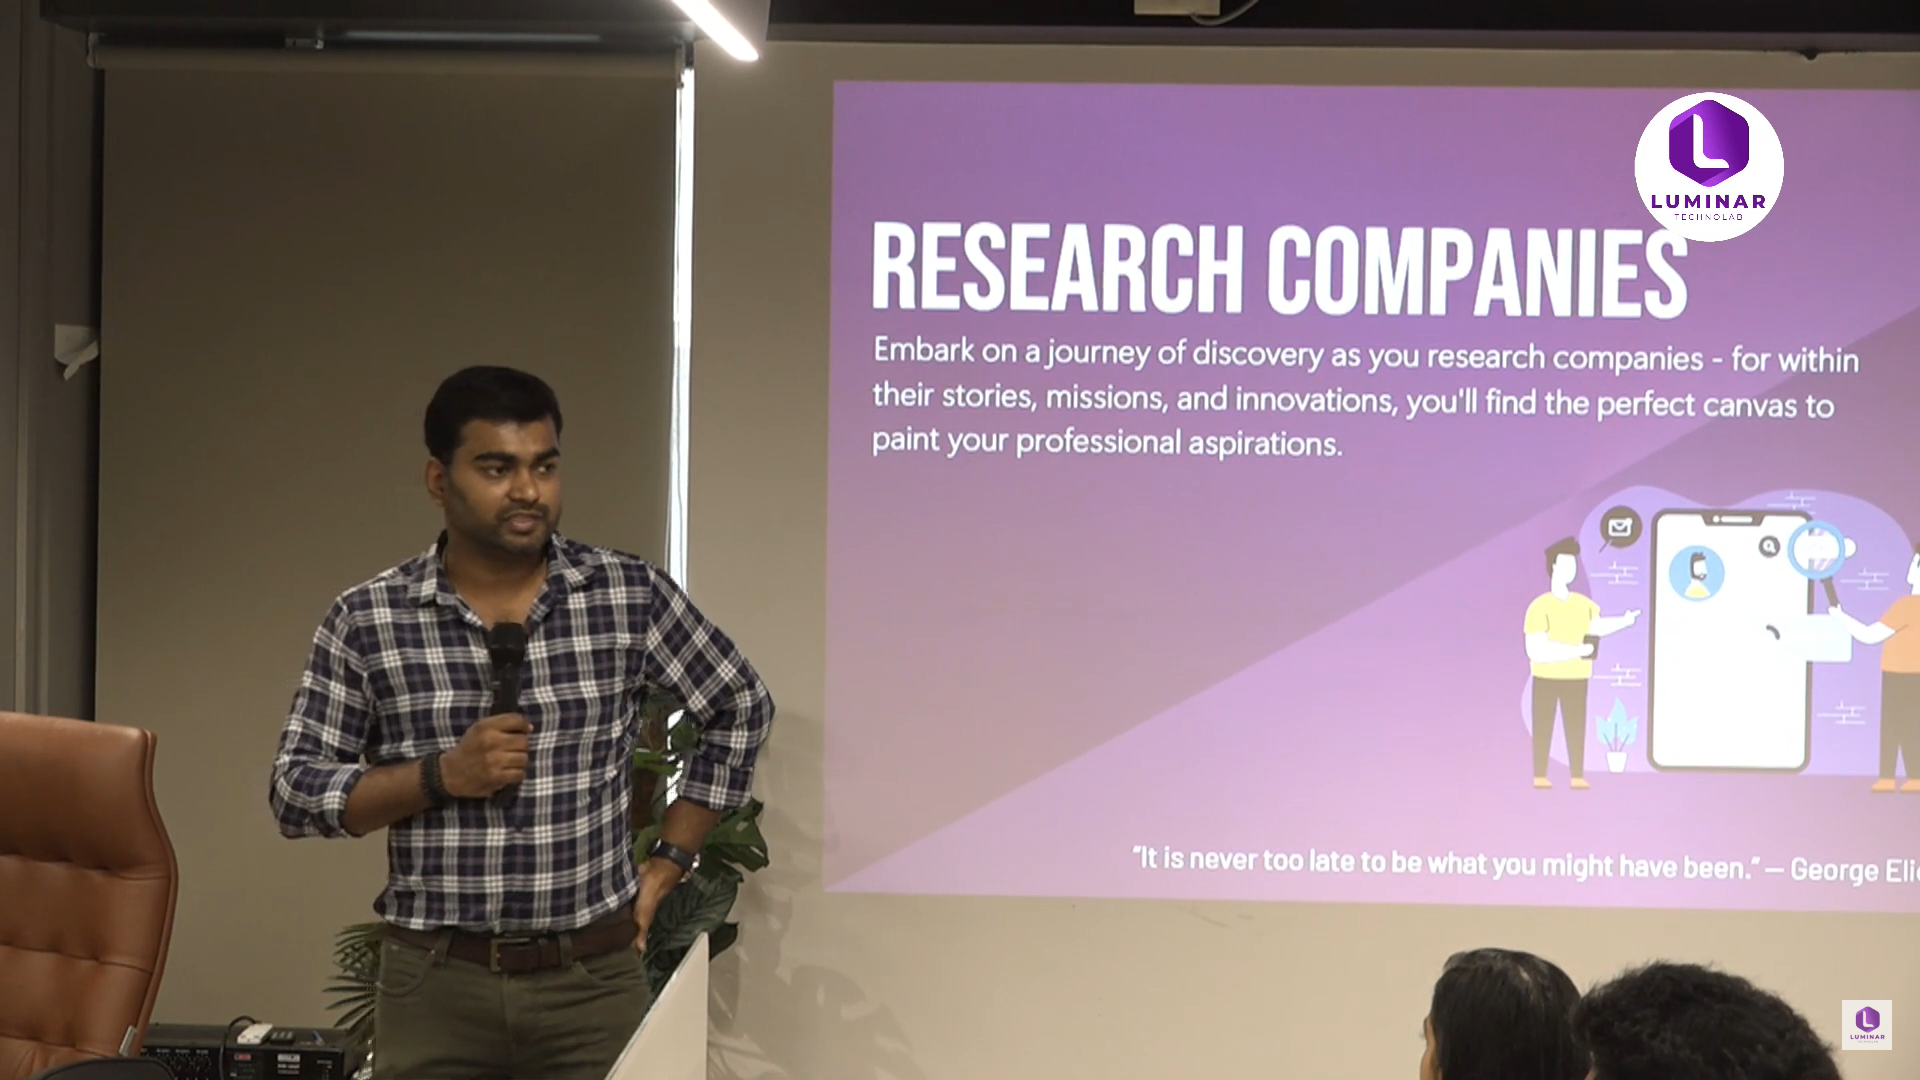 LUMINAR
TECHNOLAB
RESEARCH COMPANIES
Embark on a journey of discovery as you research companies - for within
their stories, missions, and innovations, you'll find the perfect canvas to
paint your professional aspirations.
"It is never too late to be what you might have been." – George Elio
LUMINAR